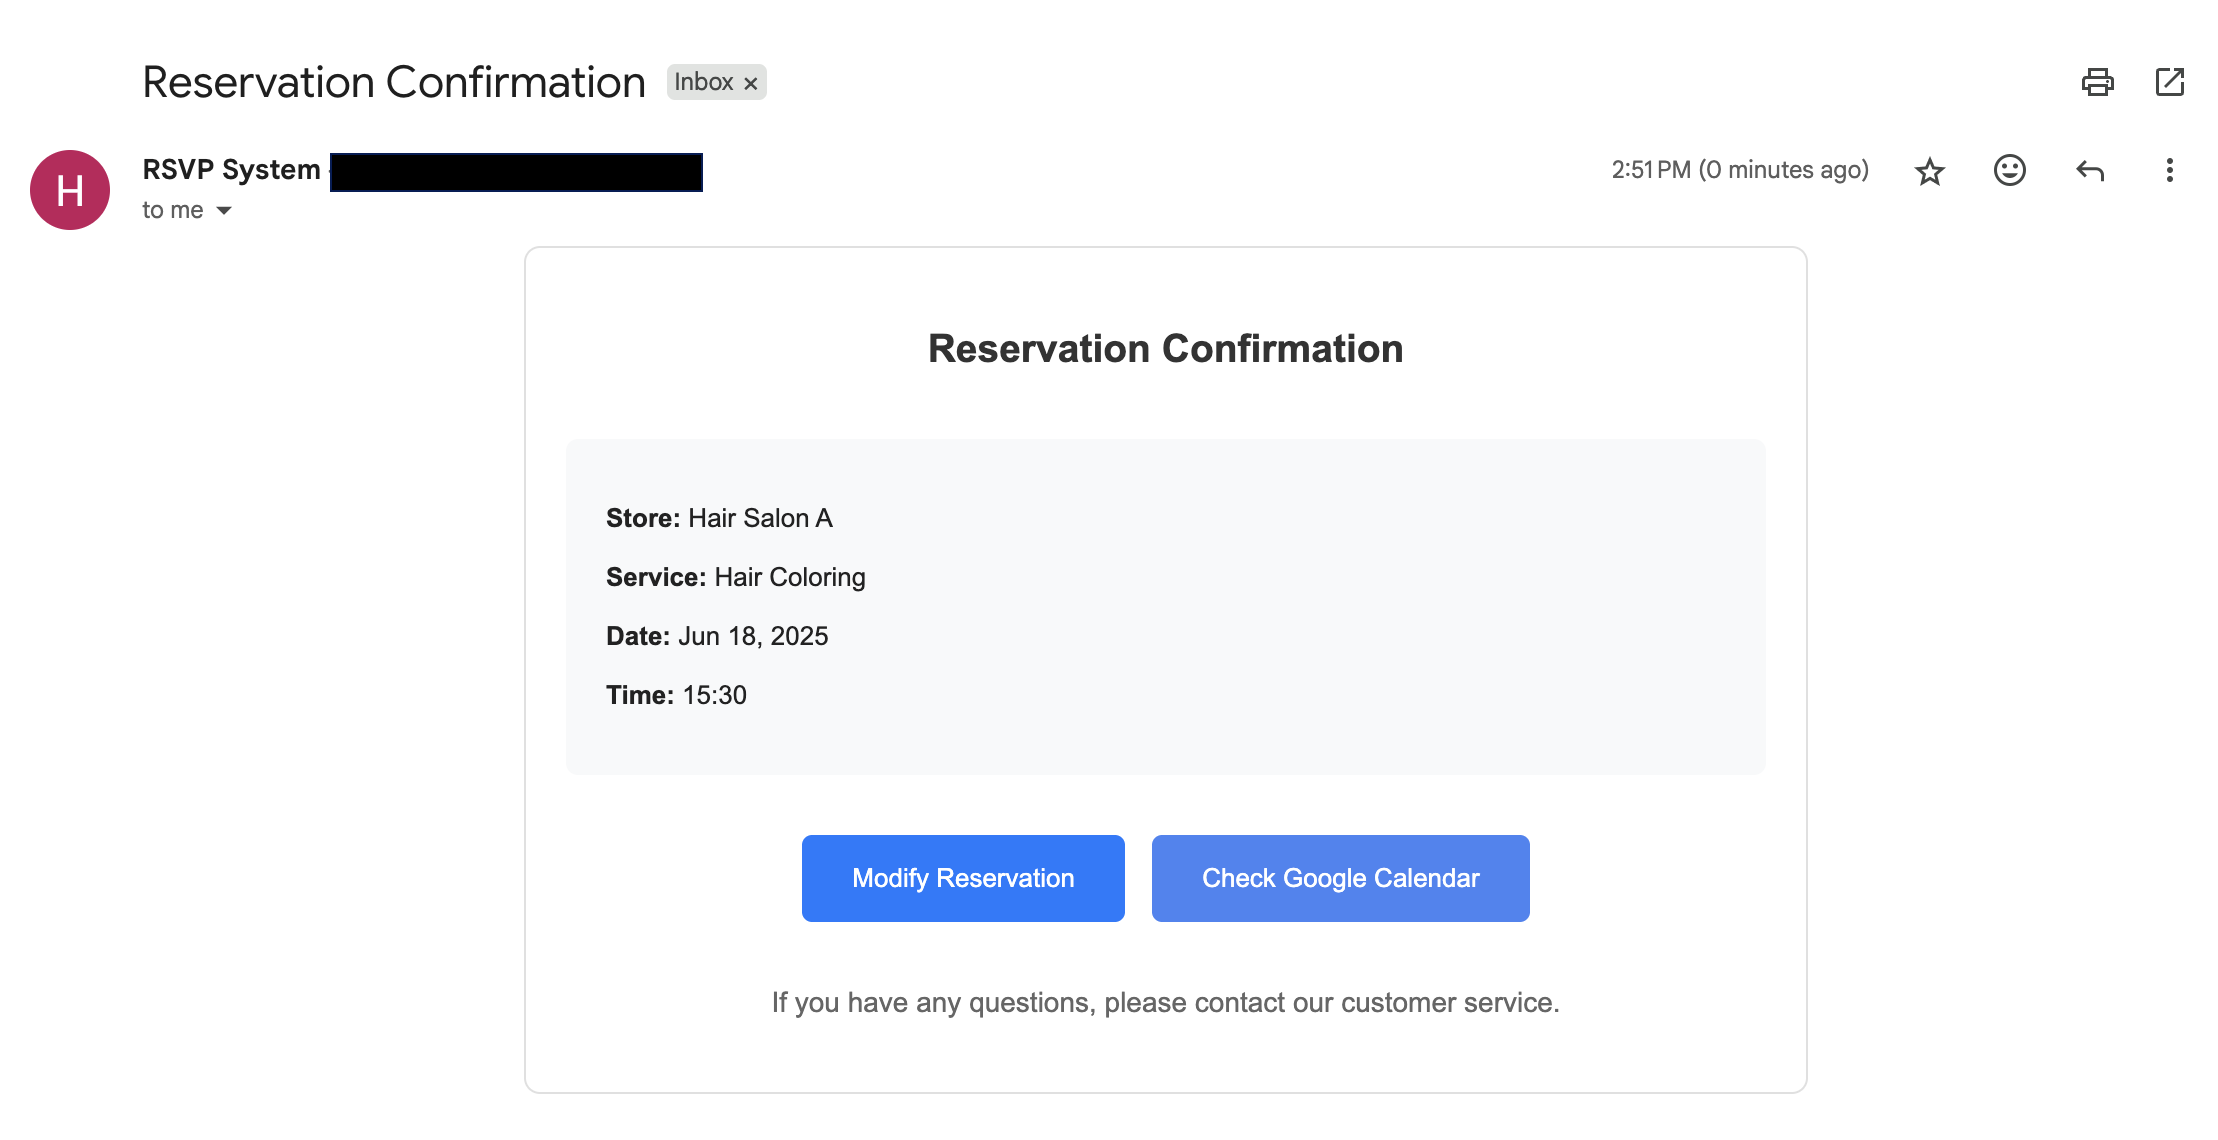 Reservation Confirmation Inbox ×
RSVP System 2:51 PM (0 minutes ago)
H
to me
Reservation Confirmation
Store: Hair Salon A
Service: Hair Coloring
Date: Jun 18, 2025
Time: 15:30
Modify Reservation Check Google Calendar
If you have any questions, please contact our customer service.